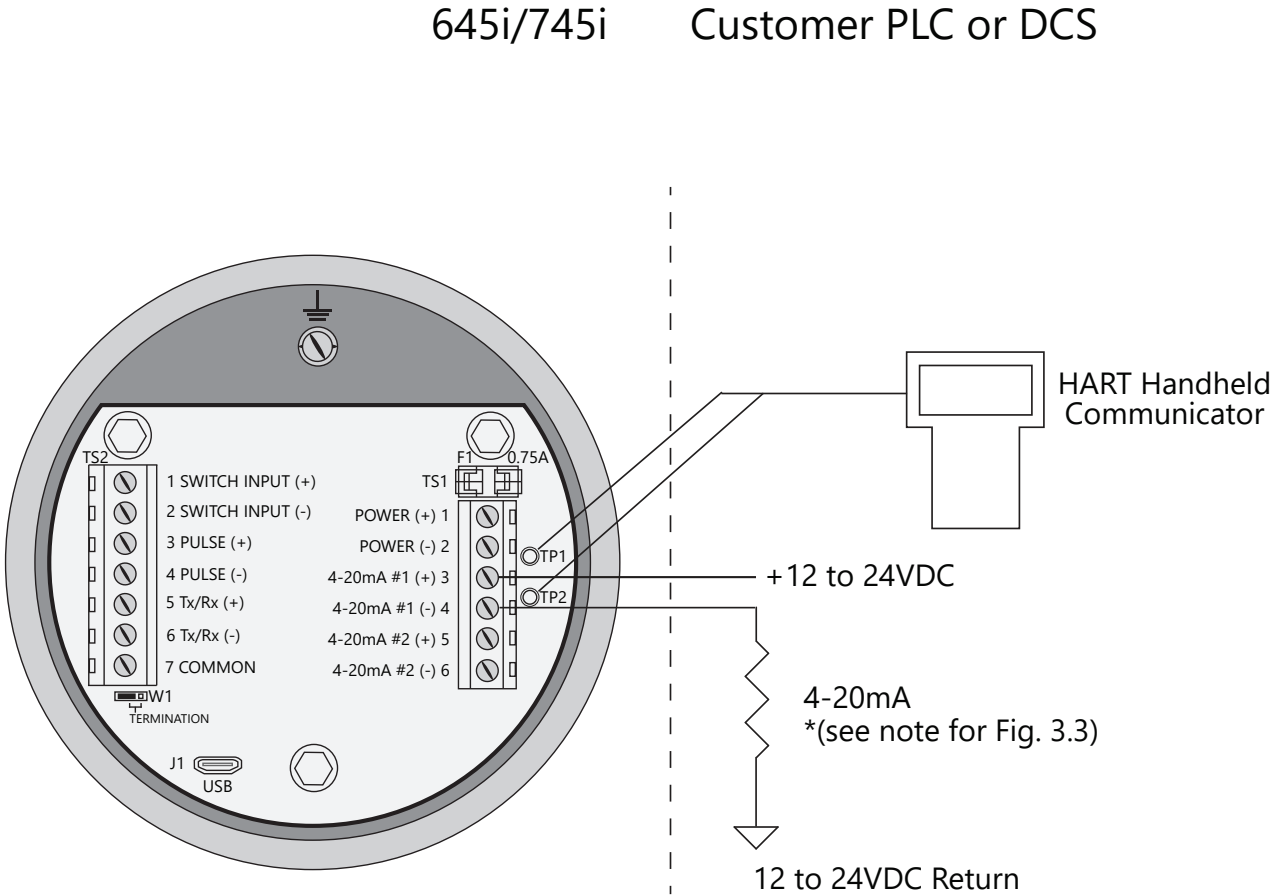 645i/745i
Customer PLC or DCS
HART Handheld
Communicator
TS2
F1
0.75A
TS1
1 SWITCH INPUT (+)
2 SWITCH INPUT (-)
3 PULSE (+)
4 PULSE (-)
5 Tx/Rx (+)
6 Tx/Rx (-)
7 COMMON
POWER (+) 1
POWER (-) 2
4-20mA #1 (+) 3
4-20mA #1 (-) 4
4-20mA #2 (+) 5
4-20mA #2 (-) 6
TP1
TP2
W1
TERMINATION
J1
USB
+12 to 24VDC
4-20mA
*(see note for Fig. 3.3)
12 to 24VDC Return